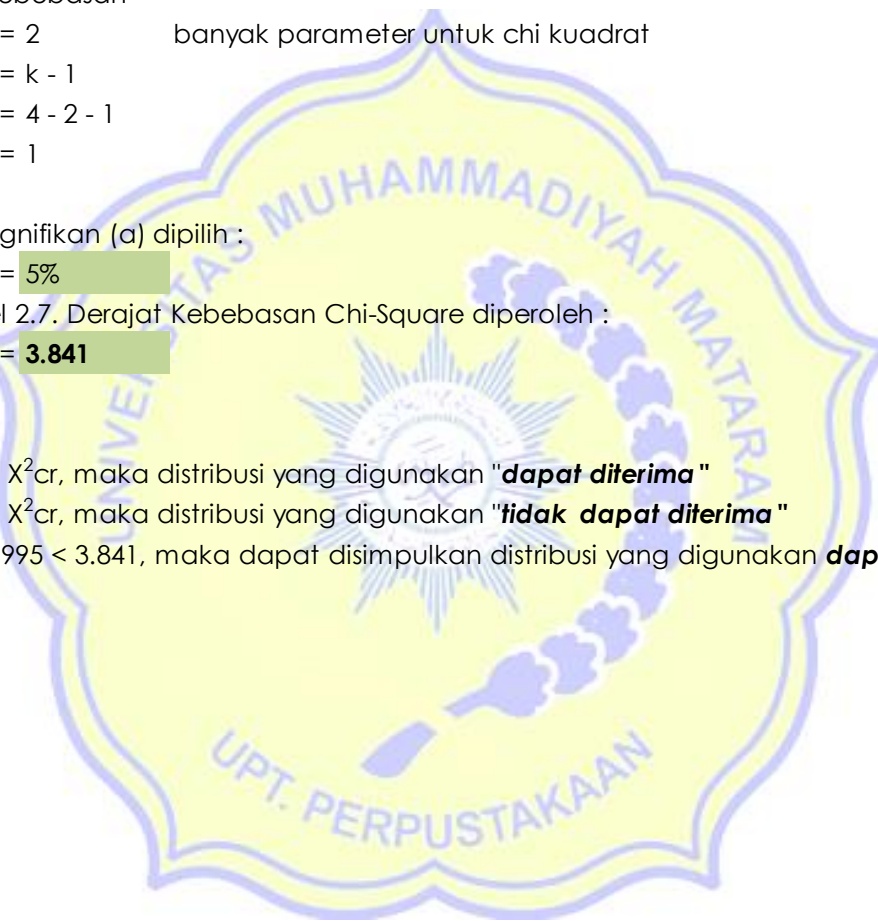 = 2 banyak parameter untuk chi kuadrat
= k - 1
= 4 - 2 - 1
= 1
gnifikan (a) dipilih :
= 5%
l 2.7. Derajat Kebebasan Chi-Square diperoleh :
= 3.841
X²cr, maka distribusi yang digunakan "dapat diterima"
X²cr, maka distribusi yang digunakan "tidak dapat diterima"
995 < 3.841, maka dapat disimpulkan distribusi yang digunakan dap
UNIVERSITAS MUHAMMADIYAH MATARAM
UPT. PERPUSTAKAAN